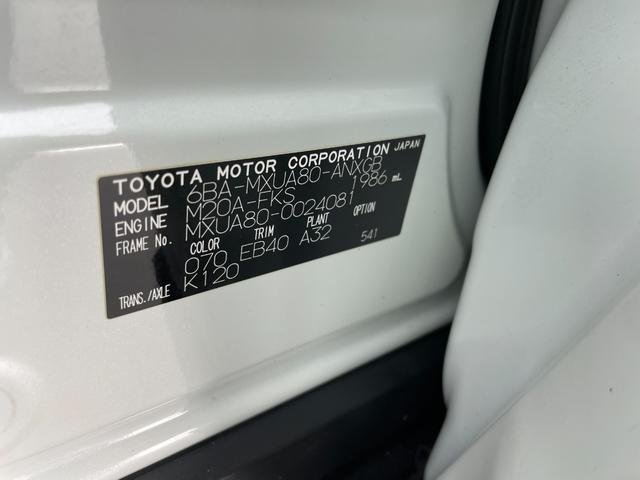 TOYOTA MOTOR CORPORATION JAPAN
MODEL 6BA-MXUA80-ANXGB
ENGINE M20A-FKS 1986 mL
FRAME No. MXUA80-0024081
COLOR TRIM PLANT
070 EB40 A32 541
TRANS./AXLE K120